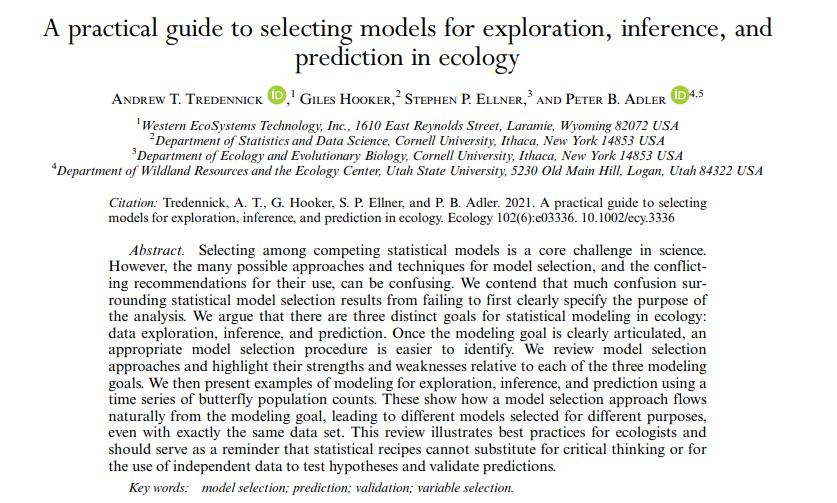 A practical guide to selecting models for exploration, inference, and
prediction in ecology
ANDREW T. TREDENNICK iD,1 GILES HOOKER,2 STEPHEN P. ELLNER,3 AND PETER B. ADLER iD4,5
1Western EcoSystems Technology, Inc., 1610 East Reynolds Street, Laramie, Wyoming 82072 USA
2Department of Statistics and Data Science, Cornell University, Ithaca, New York 14853 USA
3Department of Ecology and Evolutionary Biology, Cornell University, Ithaca, New York 14853 USA
4Department of Wildland Resources and the Ecology Center, Utah State University, 5230 Old Main Hill, Logan, Utah 84322 USA
Citation: Tredennick, A. T., G. Hooker, S. P. Ellner, and P. B. Adler. 2021. A practical guide to selecting
models for exploration, inference, and prediction in ecology. Ecology 102(6):e03336. 10.1002/ecy.3336
Abstract. Selecting among competing statistical models is a core challenge in science.
However, the many possible approaches and techniques for model selection, and the conflict-
ing recommendations for their use, can be confusing. We contend that much confusion sur-
rounding statistical model selection results from failing to first clearly specify the purpose of
the analysis. We argue that there are three distinct goals for statistical modeling in ecology:
data exploration, inference, and prediction. Once the modeling goal is clearly articulated, an
appropriate model selection procedure is easier to identify. We review model selection
approaches and highlight their strengths and weaknesses relative to each of the three modeling
goals. We then present examples of modeling for exploration, inference, and prediction using a
time series of butterfly population counts. These show how a model selection approach flows
naturally from the modeling goal, leading to different models selected for different purposes,
even with exactly the same data set. This review illustrates best practices for ecologists and
should serve as a reminder that statistical recipes cannot substitute for critical thinking or for
the use of independent data to test hypotheses and validate predictions.
Key words: model selection; prediction; validation; variable selection.